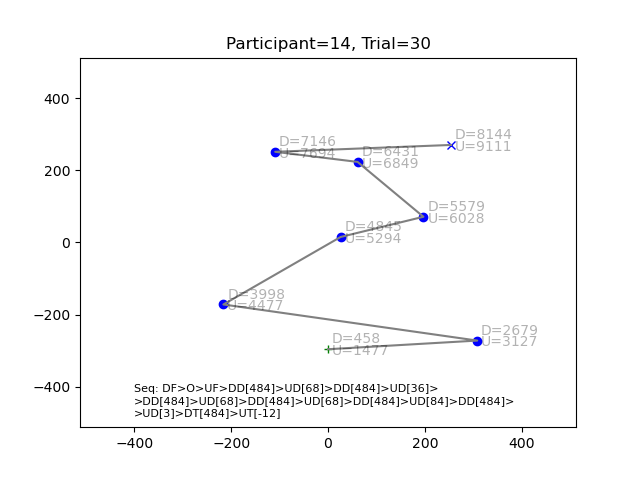 Participant=14, Trial=30
400
200
0
−200
−400
D=8144
U=9111
D=7146
U=7694
D=6431
U=6849
D=5579
U=6028
D=4845
U=5294
D=3998
U=4477
D=2679
U=3127
D=458
U=1477
Seq: DF>O>UF>DD[484]>UD[68]>DD[484]>UD[36]>
>DD[484]>UD[68]>DD[484]>UD[68]>DD[484]>UD[84]>DD[484]>
>UD[3]>DT[484]>UT[-12]
−400 −200 0 200 400